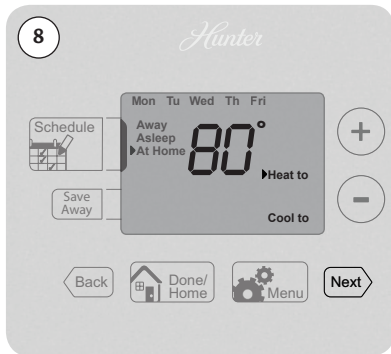 8
Hunter
Mon Tu Wed Th Fri
Schedule
Away
Asleep
At Home
80°
Heat to
+
Save
Away
Cool to
-
Back
Done/
Home
Menu
Next